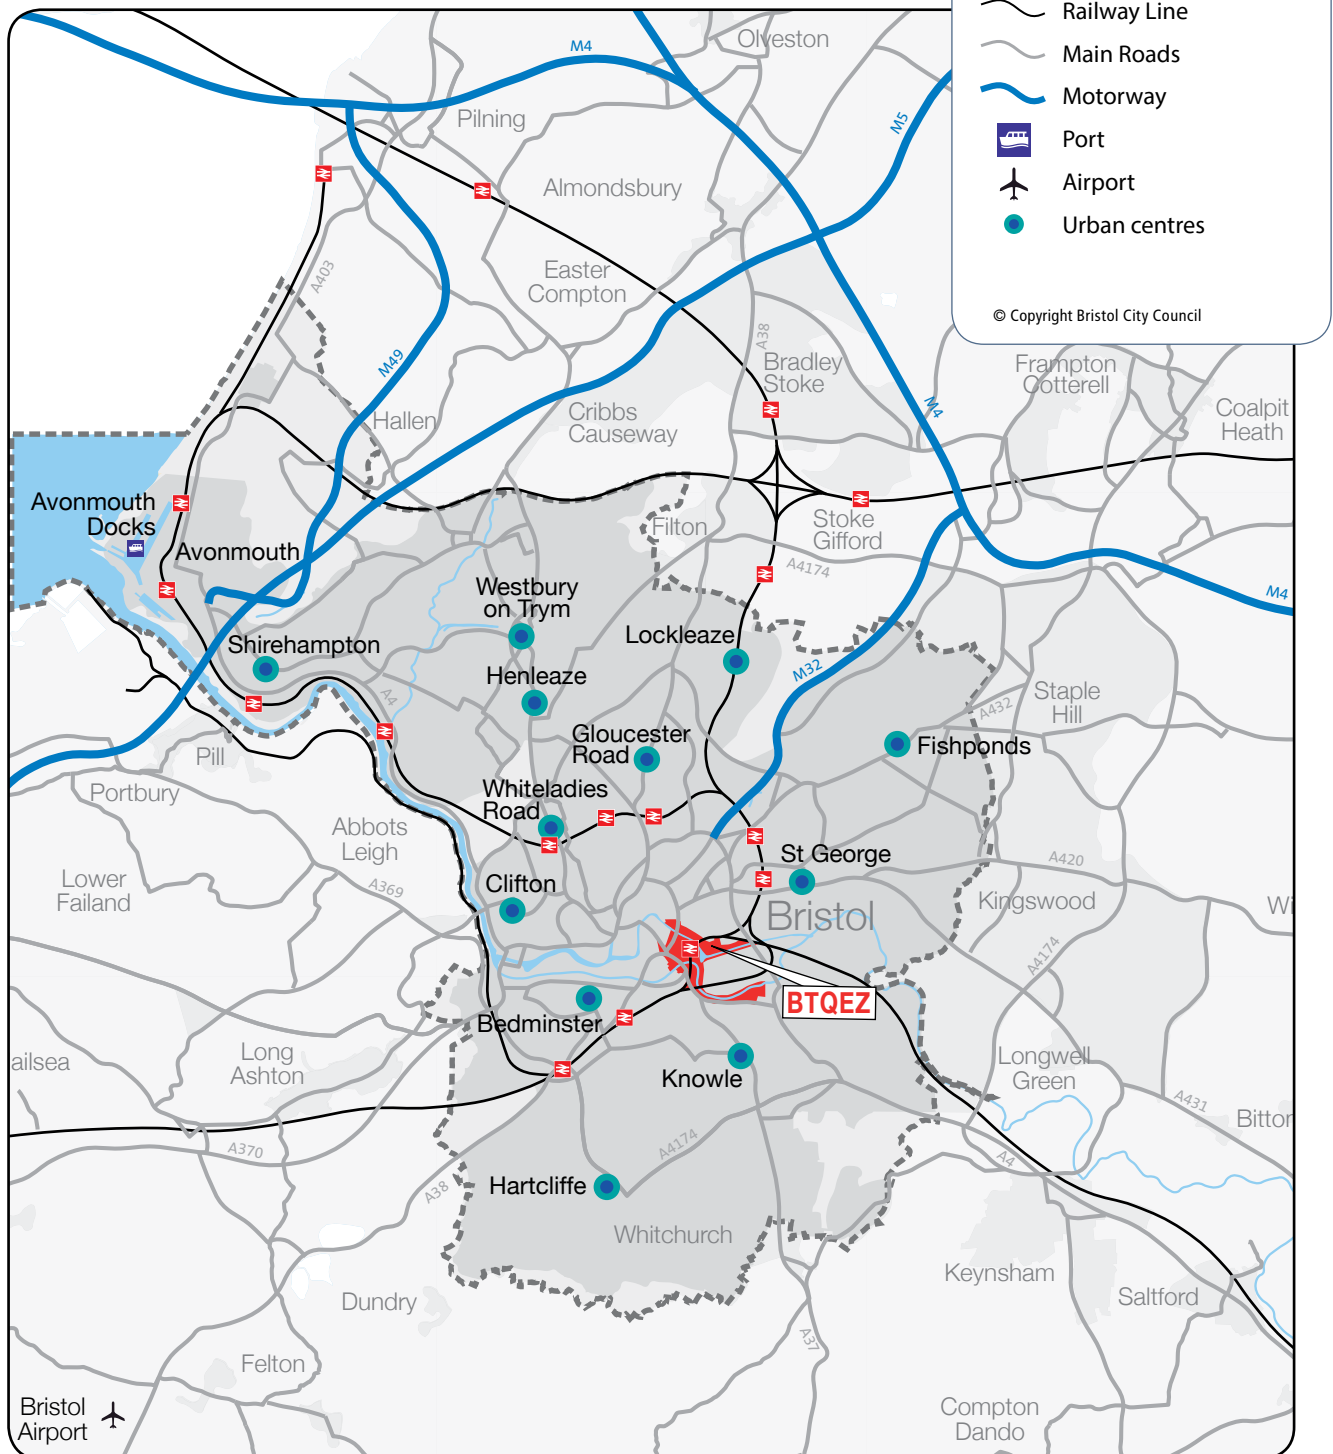 Railway Line
Main Roads
Motorway
Port
Airport
Urban centres
© Copyright Bristol City Council
M4
Olveston
Pilning
M5
Almondsbury
Easter
Compton
A403
A38
M49
Bradley
Stoke
Frampton
Cotterell
M4
Coalpit
Heath
Hallen
Cribbs
Causeway
Avonmouth
Docks
Filton
Stoke
Gifford
Avonmouth
A4174
Westbury
on Trym
M4
Shirehampton
Lockleaze
M32
Henleaze
A4
Staple
Hill
A432
Gloucester
Road
Fishponds
Pill
Portbury
Whiteladies
Road
Abbots
Leigh
St George
A420
Lower
Failand
A369
Clifton
Kingswood
Wi
Bristol
A4174
BTQEZ
Bedminster
ailsea
Long
Ashton
Longwell
Green
Knowle
A431
Bitton
A370
A4174
A4
A38
Hartcliffe
Whitchurch
Keynsham
Saltford
Dundry
A37
Felton
Bristol
Airport
Compton
Dando